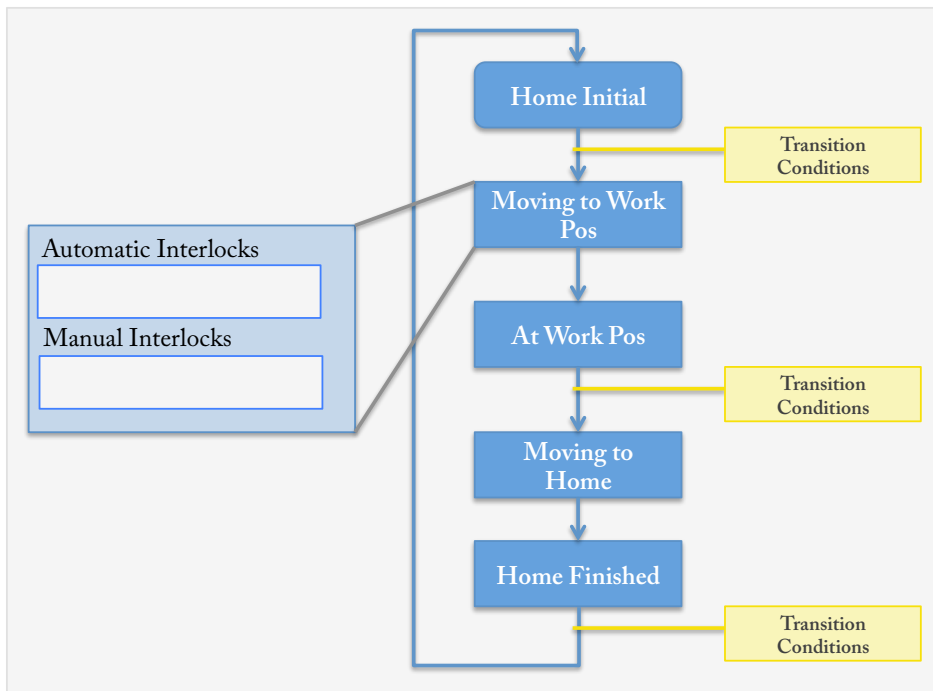 Home Initial
Transition
Conditions
Moving to Work
Pos
Automatic Interlocks
Manual Interlocks
At Work Pos
Transition
Conditions
Moving to
Home
Home Finished
Transition
Conditions